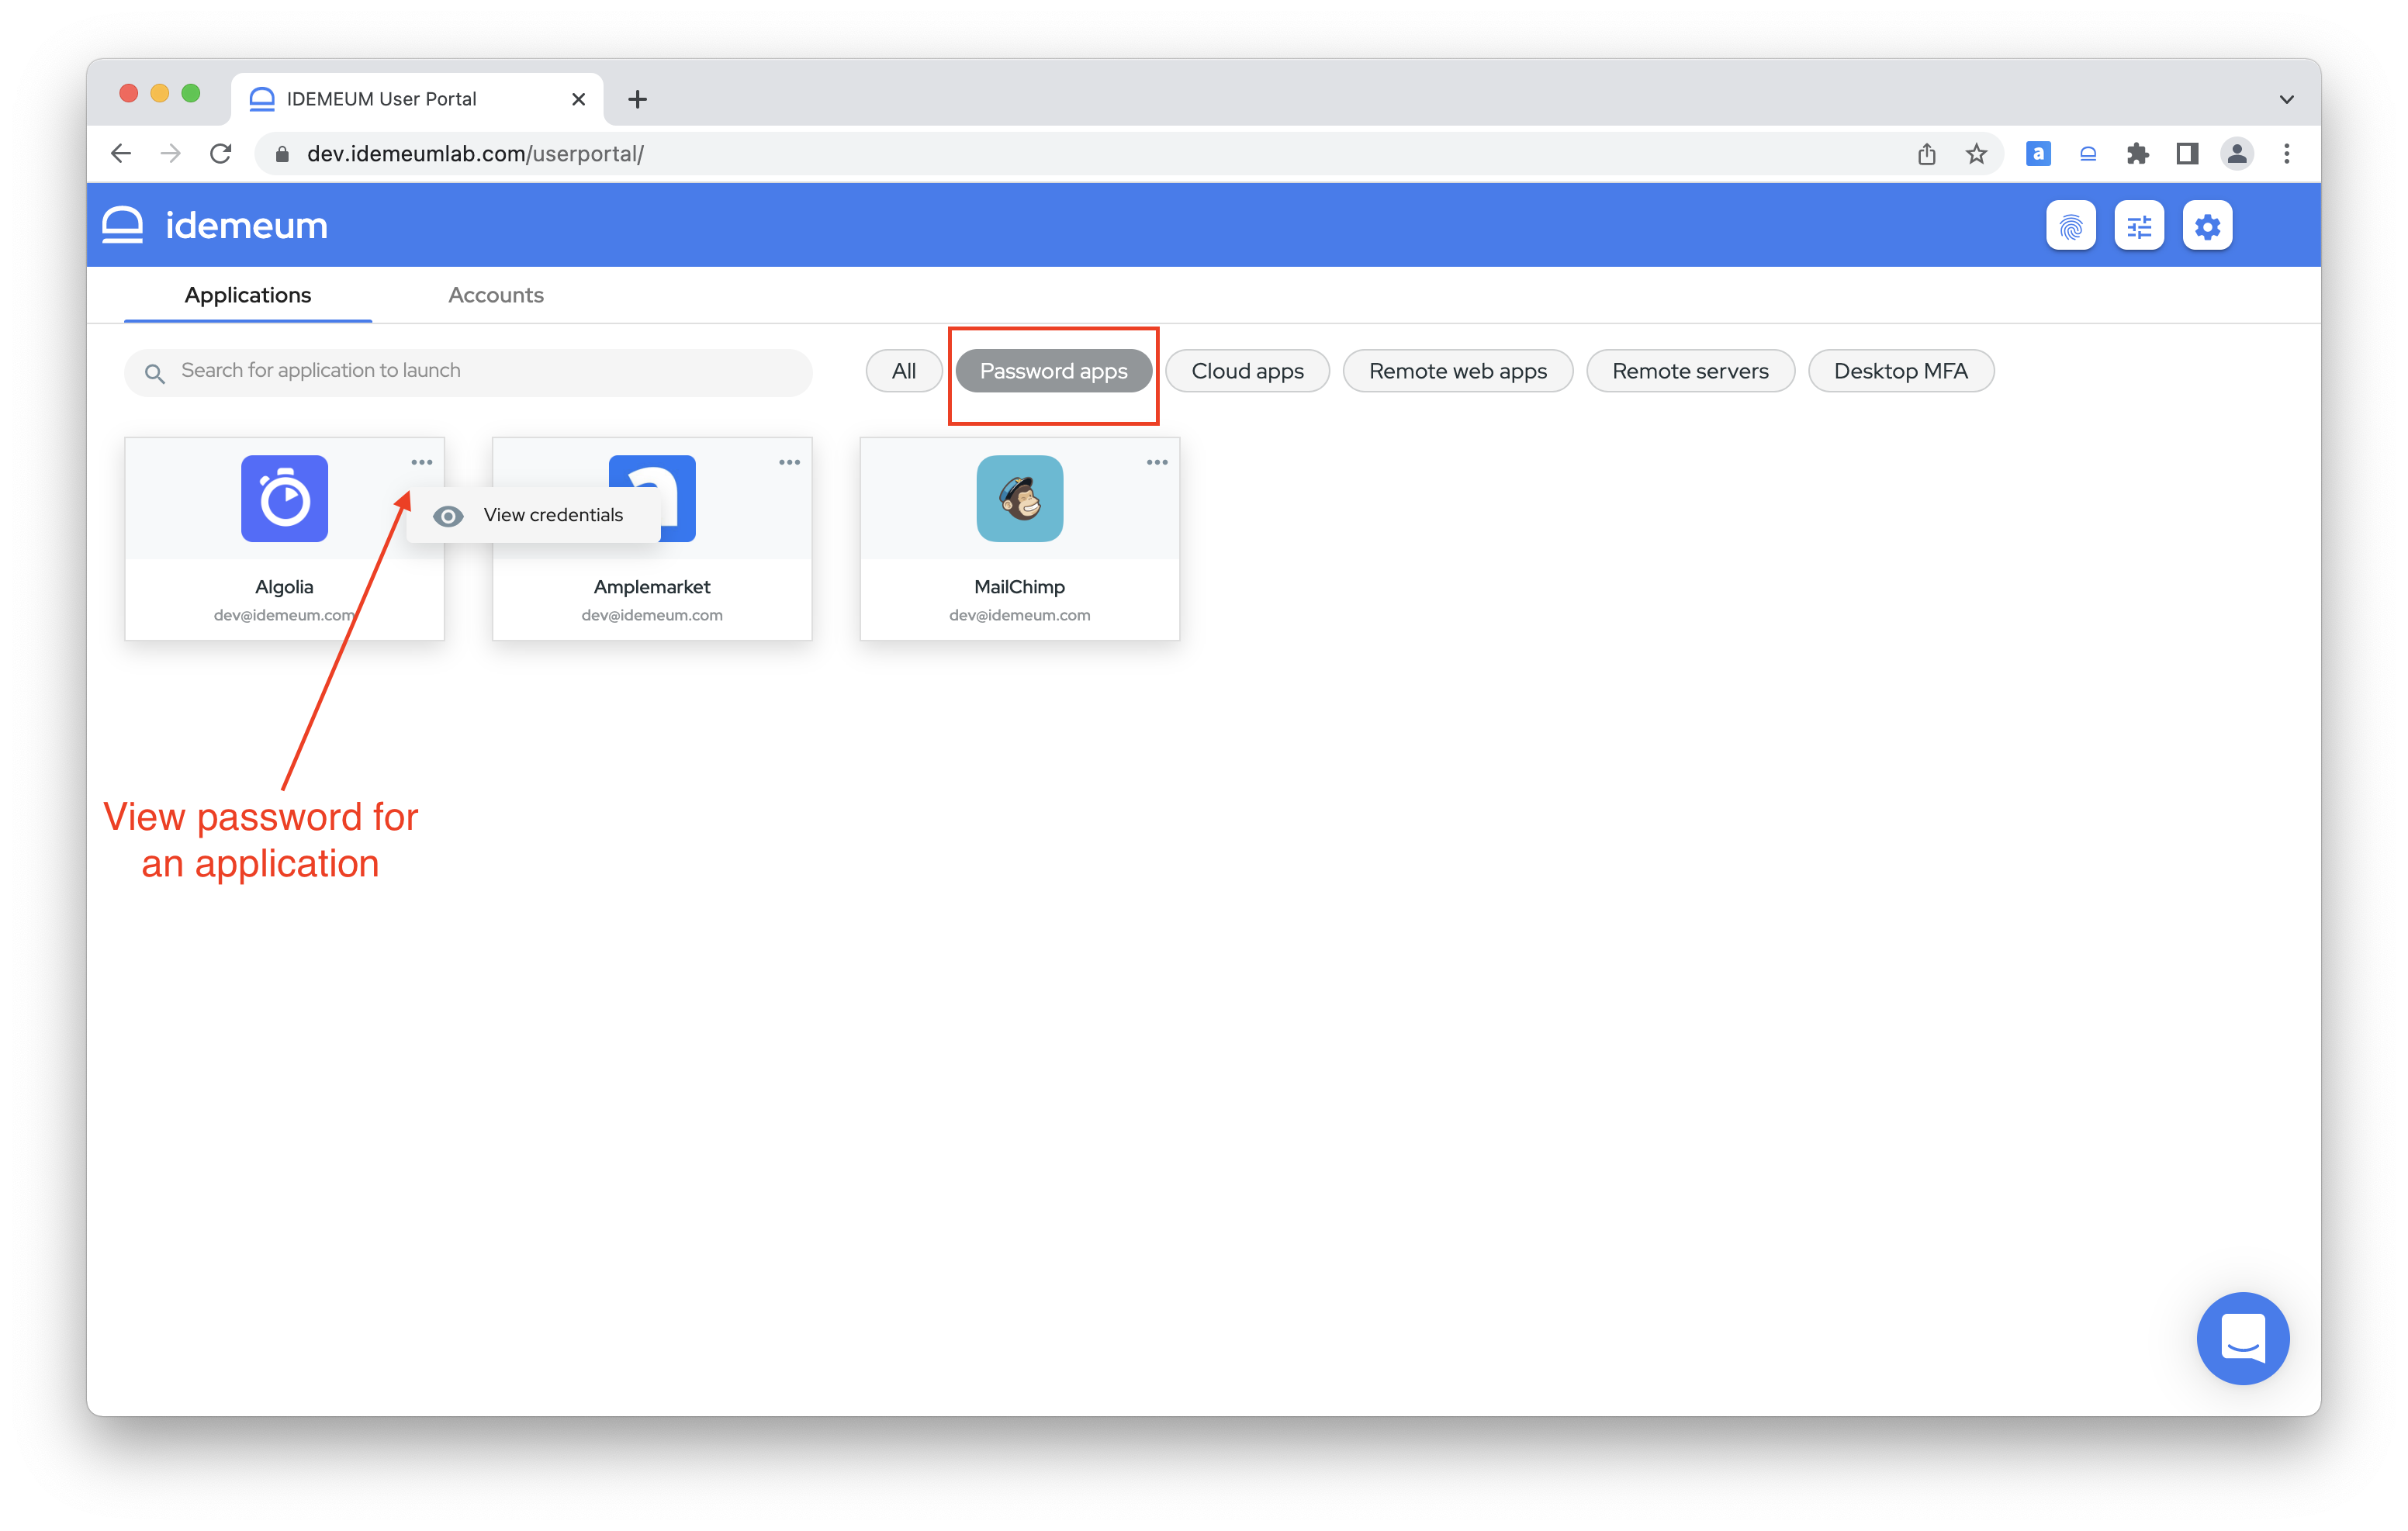 IDEMEUM User Portal
dev.idemeumlab.com/userportal/
a
idemeum
Applications Accounts
Search for application to launch All Password apps Cloud apps Remote web apps Remote servers Desktop MFA
View credentials
Algolia Amplemarket MailChimp
dev@idemeum.com dev@idemeum.com dev@idemeum.com
View password for
an application